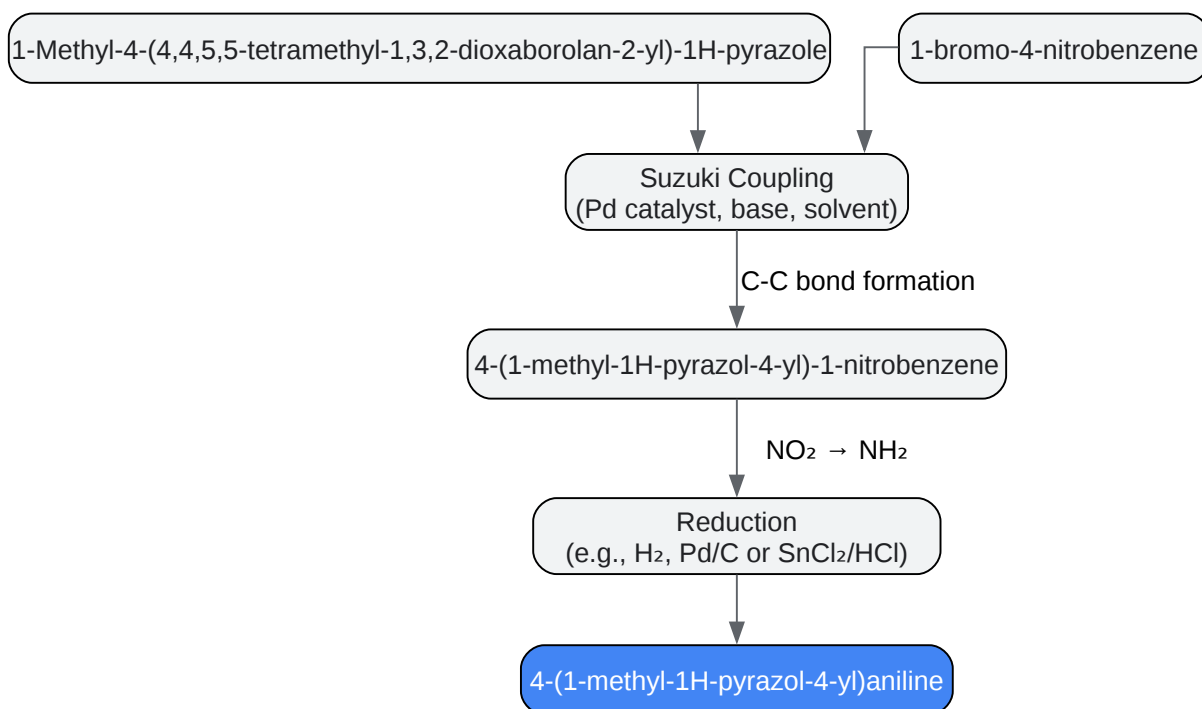 1-Methyl-4-(4,4,5,5-tetramethyl-1,3,2-dioxaborolan-2-yl)-1H-pyrazole
1-bromo-4-nitrobenzene
Suzuki Coupling
(Pd catalyst, base, solvent)
C-C bond formation
4-(1-methyl-1H-pyrazol-4-yl)-1-nitrobenzene
NO₂ → NH₂
Reduction
(e.g., H₂, Pd/C or SnCl₂/HCl)
4-(1-methyl-1H-pyrazol-4-yl)aniline